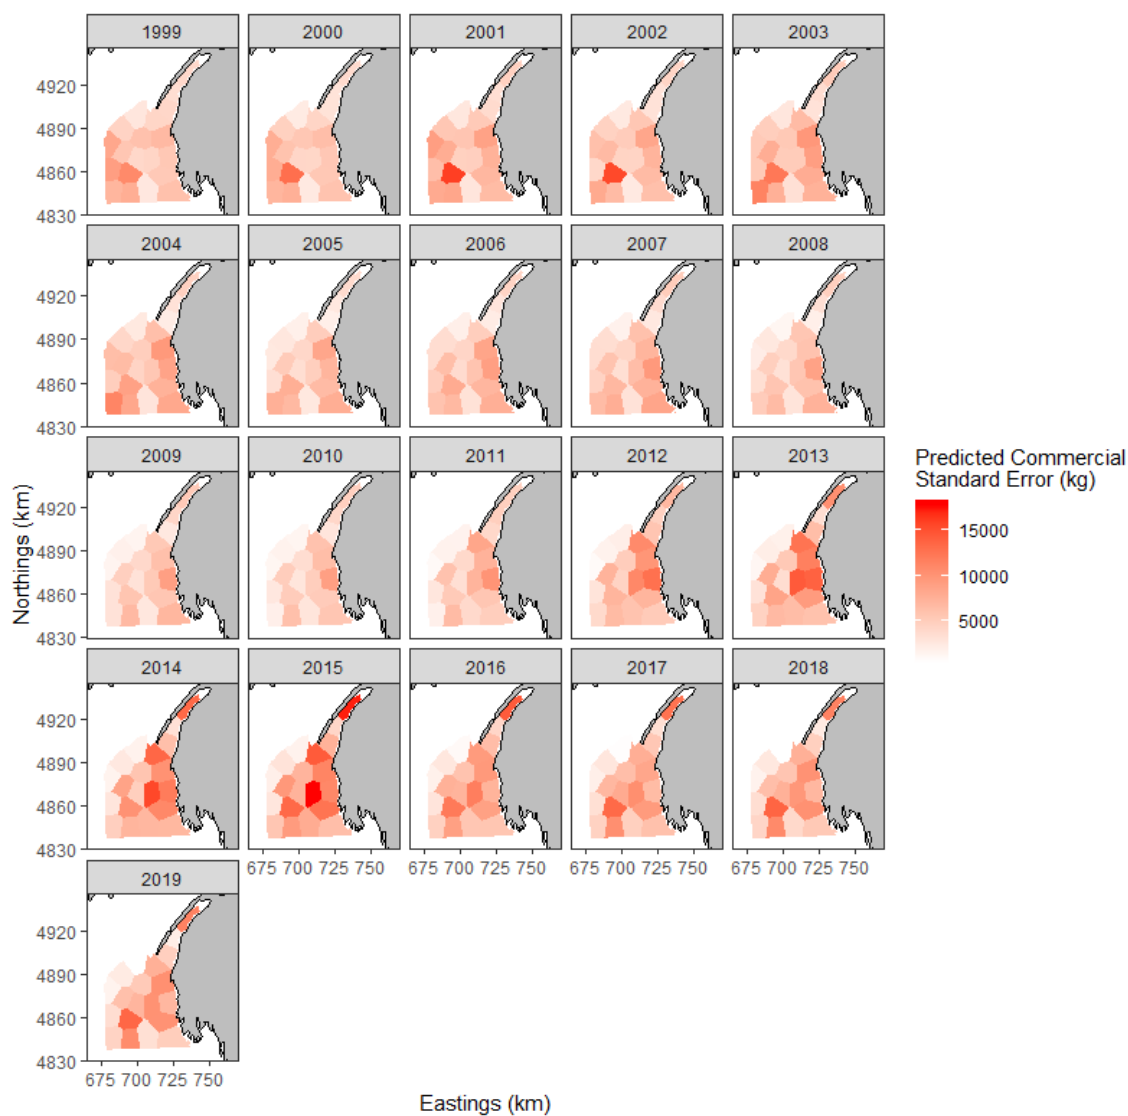 1999 2000 2001 2002 2003
4920
4890
4860
4830
2004 2005 2006 2007 2008
4920
4890
4860
4830
2009 2010 2011 2012 2013
4920
4890
4860
4830
2014 2015 2016 2017 2018
4920
4890
4860
4830
675 700 725 750 675 700 725 750 675 700 725 750 675 700 725 750
2019
4920
4890
4860
4830
675 700 725 750
Eastings (km)
Northings (km)
Predicted Commercial
Standard Error (kg)
15000
10000
5000